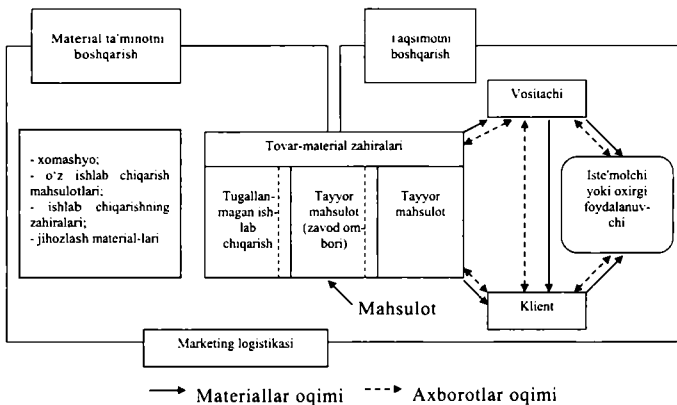 Material ta'minotni
boshqarish
Taqsimotni
boshqarish
Vositachi
- xomashyo;
- o'z ishlab chiqarish
mahsulotlari;
- ishlab chiqarishning
zahiralari;
- jihozlash material-lari
Tovar-material zahiralari
Tugallan-
magan ish-
lab
chiqarish
Tayyor
mahsulot
(zavod om-
bori)
Tayyor
mahsulot
Iste'molchi
yoki oxirgi
foydalanuv-
chi
Klient
Mahsulot
Marketing logistikasi
Materiallar oqimi
Axborotlar oqimi